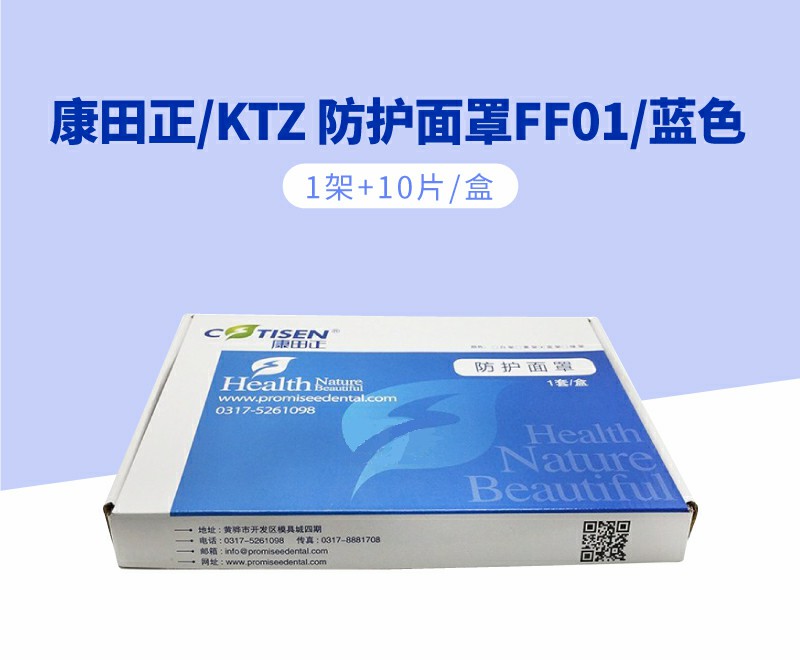 康田正/KTZ 防护面罩FF01/蓝色
1架+10片/盒
COTISEN®
康田正
防护面罩
1套/盒
Health Nature Beautiful
www.promiseedental.com
0317-5261098
Health
Nature
Beautiful
地址：黄骅市开发区模具城四期
电话：0317-5261098 传真：0317-8881708
邮箱：info@promiseedental.com
网址：www.promiseedental.com